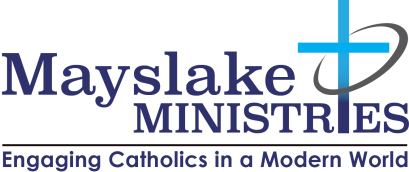 Mayslake
MINISTRIES
Engaging Catholics in a Modern World